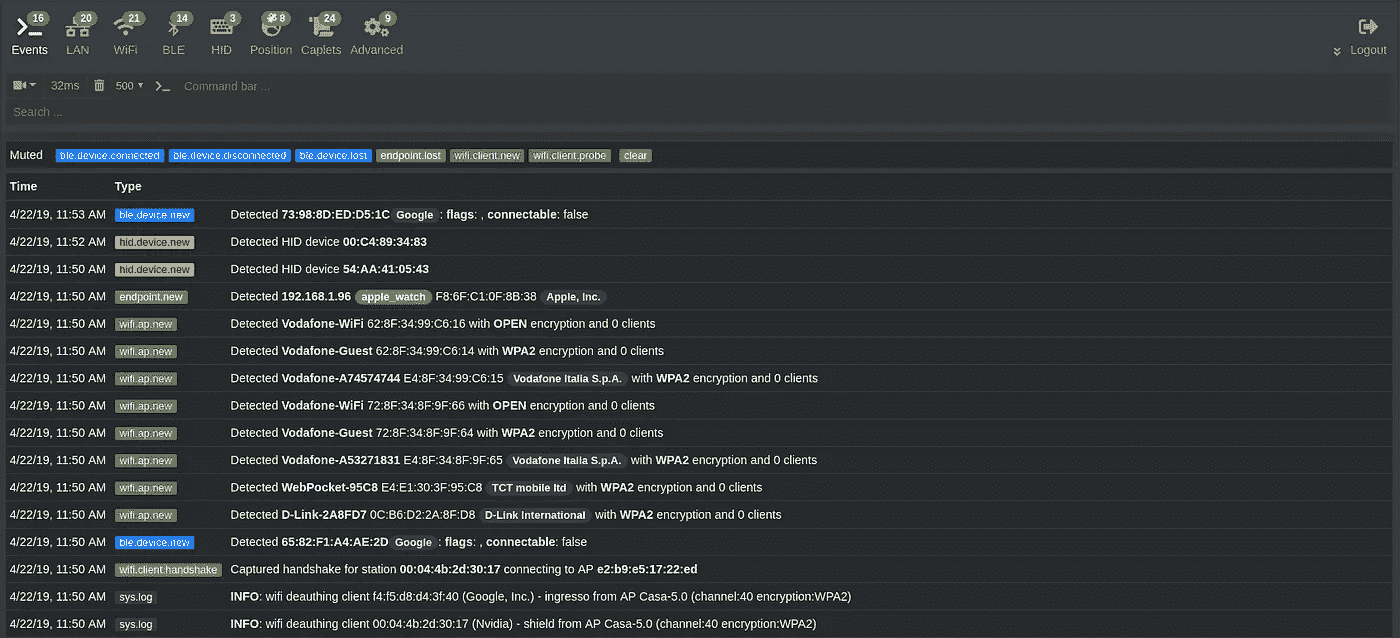 16 20 21 14 3 8 24 9
Events LAN WiFi BLE HID Position Caplets Advanced Logout
32ms 500 Command bar ...
Search ...
Muted ble.device.connected ble.device.disconnected ble.device.lost endpoint.lost wifi.client.new wifi.client.probe clear
Time Type
4/22/19, 11:53 AM ble.device.new Detected 73:98:8D:ED:D5:1C Google : flags: , connectable: false
4/22/19, 11:52 AM hid.device.new Detected HID device 00:C4:89:34:83
4/22/19, 11:50 AM hid.device.new Detected HID device 54:AA:41:05:43
4/22/19, 11:50 AM endpoint.new Detected 192.168.1.96 apple_watch F8:6F:C1:0F:8B:38 Apple, Inc.
4/22/19, 11:50 AM wifi.ap.new Detected Vodafone-WiFi 62:8F:34:99:C6:16 with OPEN encryption and 0 clients
4/22/19, 11:50 AM wifi.ap.new Detected Vodafone-Guest 62:8F:34:99:C6:14 with WPA2 encryption and 0 clients
4/22/19, 11:50 AM wifi.ap.new Detected Vodafone-A74574744 E4:8F:34:99:C6:15 Vodafone Italia S.p.A. with WPA2 encryption and 0 clients
4/22/19, 11:50 AM wifi.ap.new Detected Vodafone-WiFi 72:8F:34:8F:9F:66 with OPEN encryption and 0 clients
4/22/19, 11:50 AM wifi.ap.new Detected Vodafone-Guest 72:8F:34:8F:9F:64 with WPA2 encryption and 0 clients
4/22/19, 11:50 AM wifi.ap.new Detected Vodafone-A53271831 E4:8F:34:8F:9F:65 Vodafone Italia S.p.A. with WPA2 encryption and 0 clients
4/22/19, 11:50 AM wifi.ap.new Detected WebPocket-95C8 E4:E1:30:3F:95:C8 TCT mobile ltd with WPA2 encryption and 0 clients
4/22/19, 11:50 AM wifi.ap.new Detected D-Link-2A8FD7 0C:B6:D2:2A:8F:D8 D-Link International with WPA2 encryption and 0 clients
4/22/19, 11:50 AM ble.device.new Detected 65:82:F1:A4:AE:2D Google : flags: , connectable: false
4/22/19, 11:50 AM wifi.client.handshake Captured handshake for station 00:04:4b:2d:30:17 connecting to AP e2:b9:e5:17:22:ed
4/22/19, 11:50 AM sys.log INFO: wifi deauthing client f4:f5:d8:d4:3f:40 (Google, Inc.) - ingresso from AP Casa-5.0 (channel:40 encryption:WPA2)
4/22/19, 11:50 AM sys.log INFO: wifi deauthing client 00:04:4b:2d:30:17 (Nvidia) - shield from AP Casa-5.0 (channel:40 encryption:WPA2)